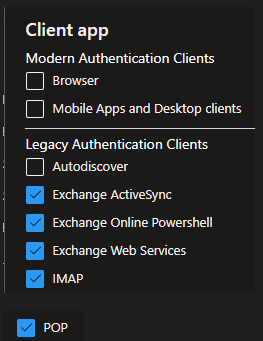 Client app
Modern Authentication Clients
Browser
Mobile Apps and Desktop clients
Legacy Authentication Clients
Autodiscover
Exchange ActiveSync
Exchange Online Powershell
Exchange Web Services
IMAP
POP